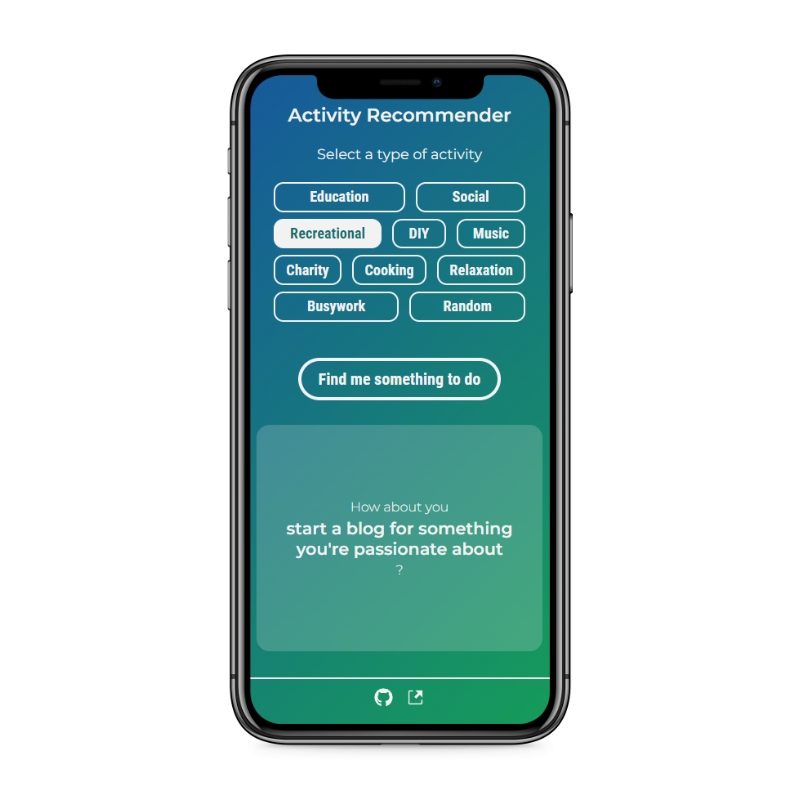 Activity Recommender
Select a type of activity
Education Social
Recreational DIY Music
Charity Cooking Relaxation
Busywork Random
Find me something to do
How about you
start a blog for something
you're passionate about
?